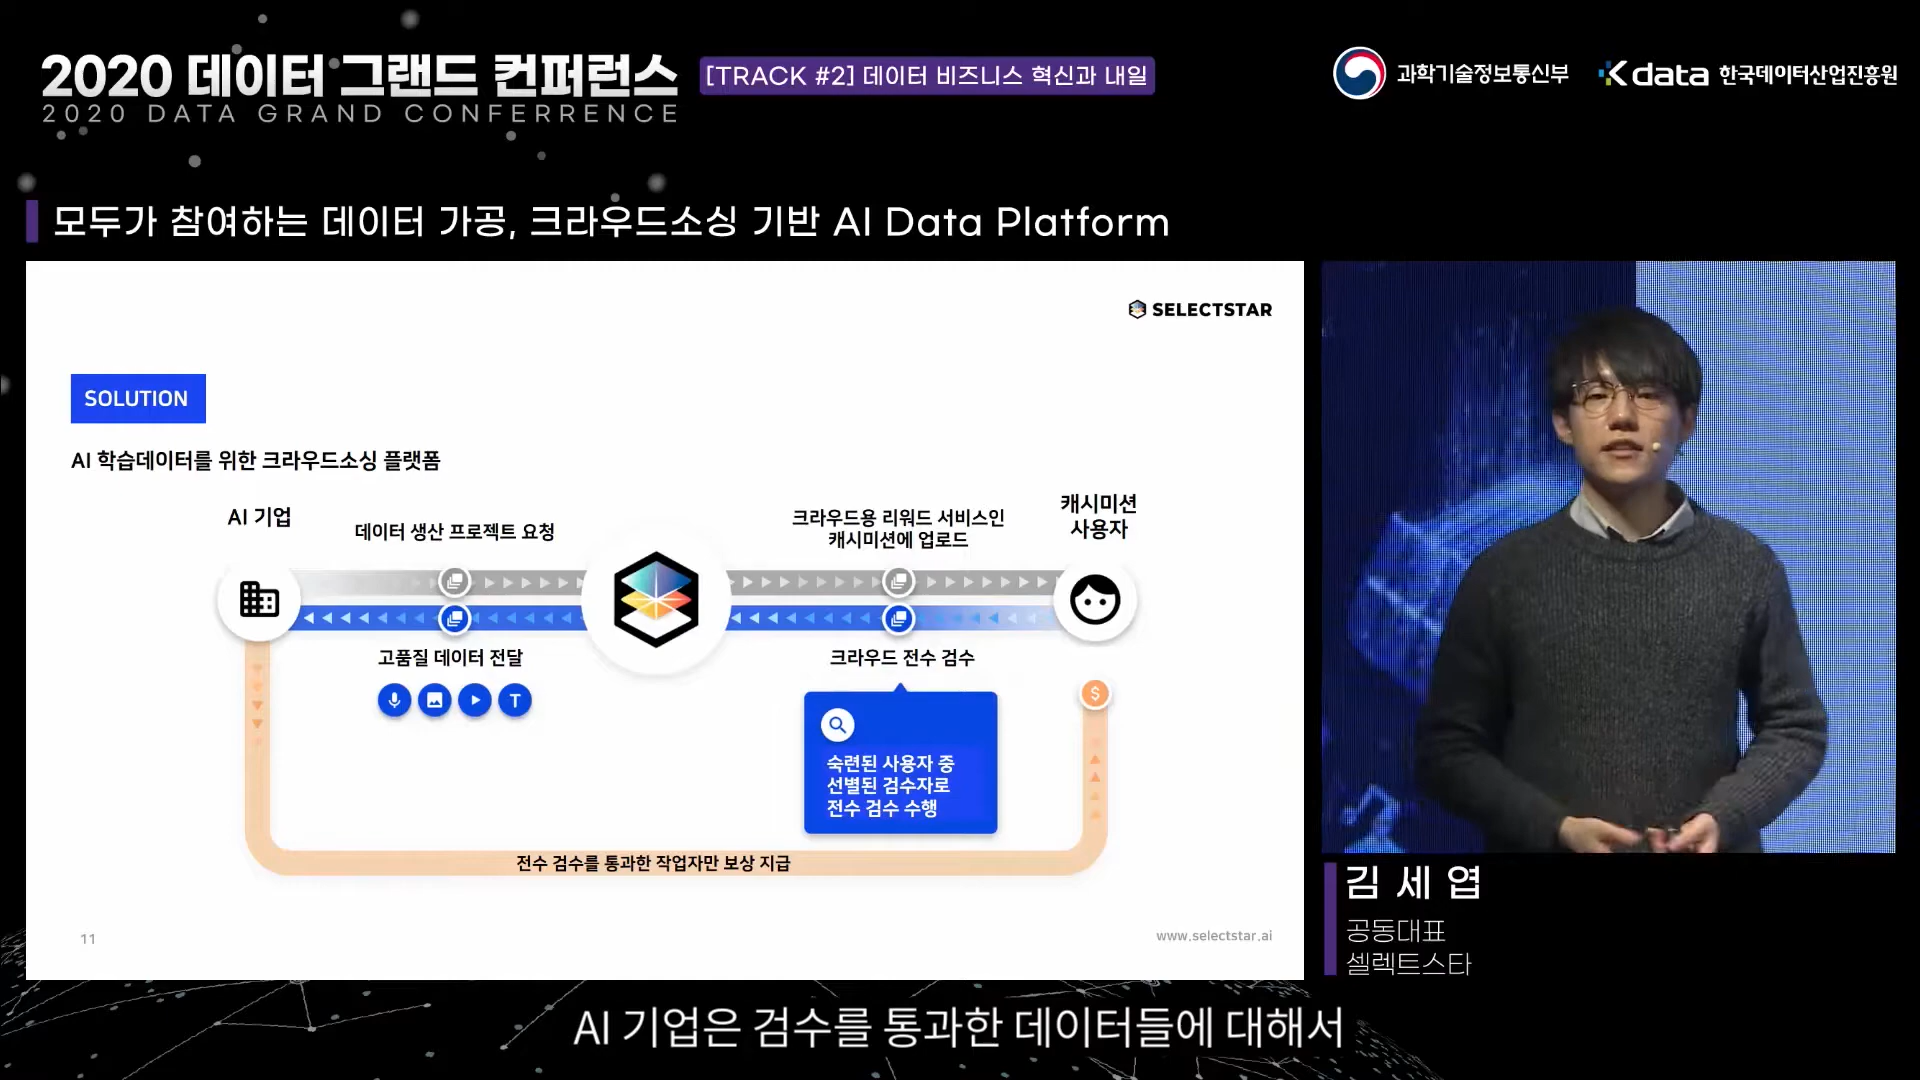 2020 데이터 그랜드 컨퍼런스
2020 DATA GRAND CONFERRENCE
[TRACK #2] 데이터 비즈니스 혁신과 내일
과학기술정보통신부
Kdata 한국데이터산업진흥원
모두가 참여하는 데이터 가공, 크라우드소싱 기반 AI Data Platform
SELECTSTAR
SOLUTION
AI 학습데이터를 위한 크라우드소싱 플랫폼
AI 기업
데이터 생산 프로젝트 요청
크라우드용 리워드 서비스인
캐시미션에 업로드
캐시미션
사용자
고품질 데이터 전달
T
크라우드 전수 검수
$
숙련된 사용자 중
선별된 검수자로
전수 검수 수행
전수 검수를 통과한 작업자만 보상 지급
11
www.selectstar.ai
김세엽
공동대표
셀렉트스타
AI 기업은 검수를 통과한 데이터들에 대해서